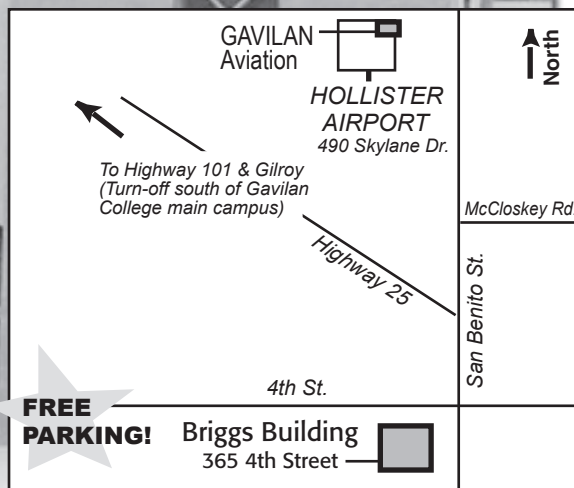 GAVILAN
Aviation
North
HOLLISTER
AIRPORT
490 Skylane Dr.
To Highway 101 & Gilroy
(Turn-off south of Gavilan
College main campus)
McCloskey Rd.
Highway 25
San Benito St.
4th St.
FREE
PARKING!
Briggs Building
365 4th Street